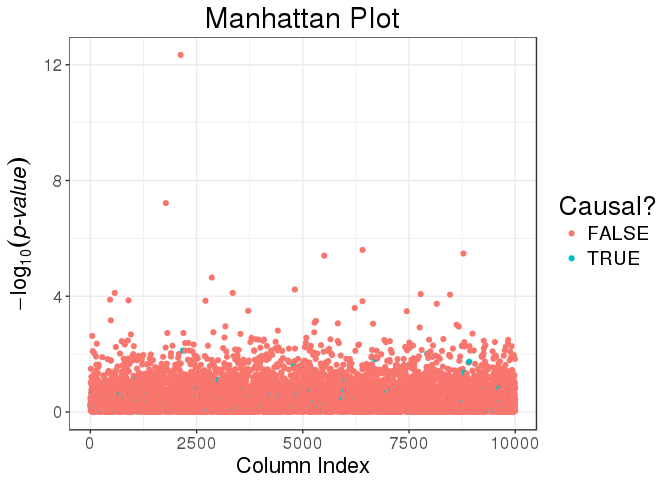 Manhattan Plot
12
8
4
0
−log10(p-value)
0 2500 5000 7500 10000
Column Index
Causal?
FALSE
TRUE